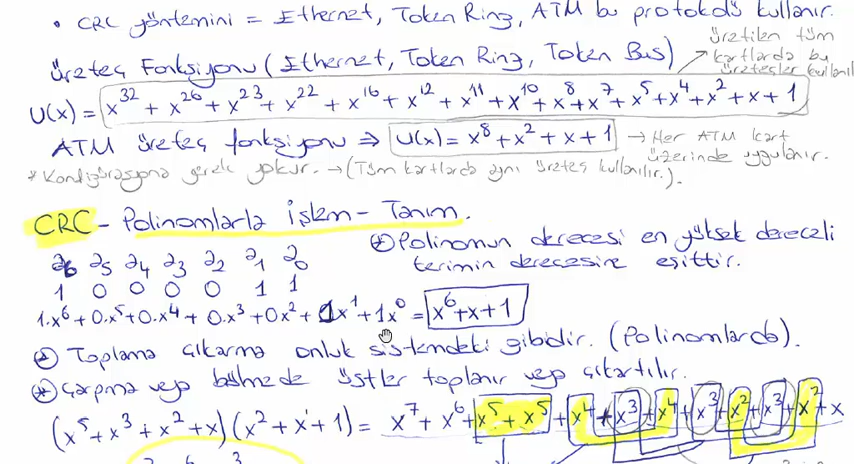 • CRC yöntemini = Ethernet, Token Ring, ATM bu protokolü kullanır.
Üreteç Fonksiyonu (Ethernet, Token Ring, Token Bus)
üretilen tüm
kartlarda bu
üreteçler kullanıl
U(x) = x³² + x²⁶ + x²³ + x²² + x¹⁶ + x¹² + x¹¹ + x¹⁰ + x⁸ + x⁷ + x⁵ + x⁴ + x² + x + 1
ATM üreteç fonksiyonu ⇒ U(x) = x⁸ + x² + x + 1 → Her ATM kart
üzerinde uygulanır.
* Konfigürasyona gerek yoktur. → (Tüm kartlarda aynı üreteç kullanılır.).
CRC - Polinomlarla İşlem - Tanım.
a₆ a₅ a₄ a₃ a₂ a₁ a₀
1 0 0 0 0 1 1
* Polinomun derecesi en yüksek dereceli
terimin derecesine eşittir.
1.x⁶ + 0.x⁵ + 0.x⁴ + 0.x³ + 0x² + 1x¹ + 1x⁰ = x⁶ + x + 1
* Toplama çıkarma onluk sistemdeki gibidir. (Polinomlarda).
* Çarpma veya bölmede üstler toplanır veya çıkartılır.
(x⁵ + x³ + x² + x) (x² + x + 1) = x⁷ + x⁶ + x⁵ + x⁵ + x⁴ + x³ + x⁴ + x³ + x² + x³ + x² + x